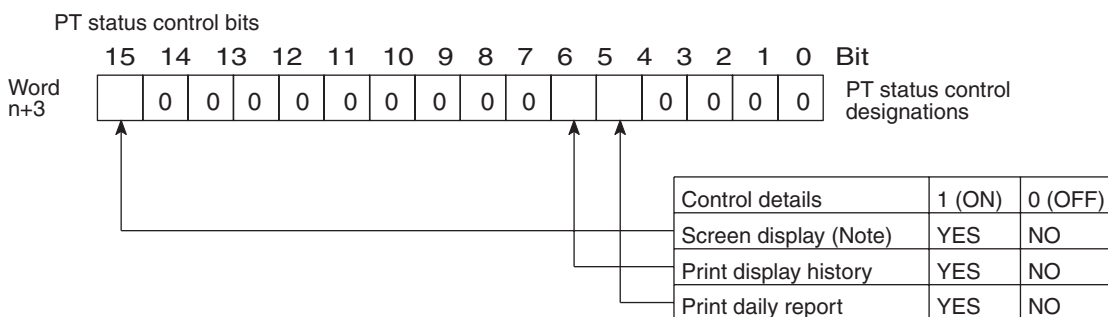 PT status control bits
15 14 13 12 11 10 9 8 7 6 5 4 3 2 1 0 Bit
Word
n+3
0 0 0 0 0 0 0 0 0 0 0 0
PT status control
designations
Control details 1 (ON) 0 (OFF)
Screen display (Note) YES NO
Print display history YES NO
Print daily report YES NO